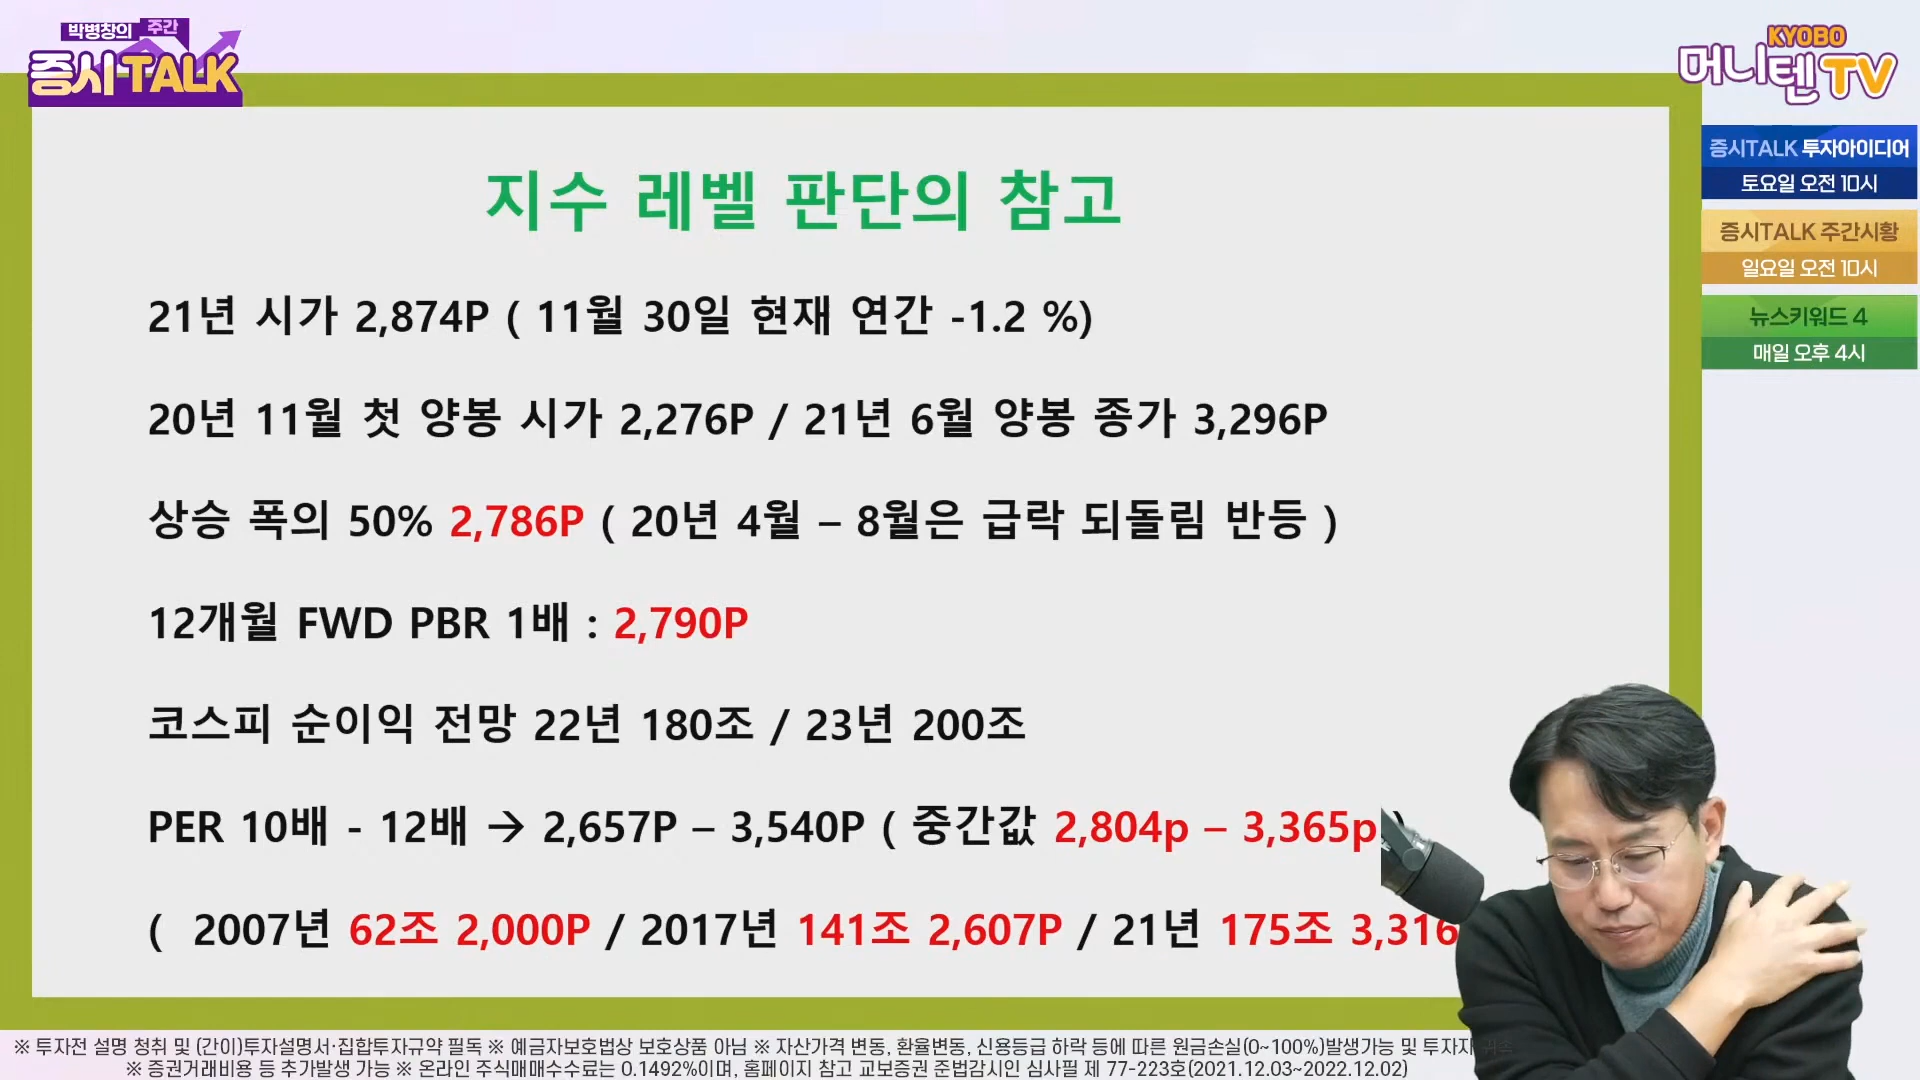 박병창의 주간
증시TALK
KYOBO
머니텐TV
증시TALK 투자아이디어
토요일 오전 10시
증시TALK 주간시황
일요일 오전 10시
뉴스키워드 4
매일 오후 4시
지수 레벨 판단의 참고
21년 시가 2,874P ( 11월 30일 현재 연간 -1.2 %)
20년 11월 첫 양봉 시가 2,276P / 21년 6월 양봉 종가 3,296P
상승 폭의 50% 2,786P ( 20년 4월 – 8월은 급락 되돌림 반등 )
12개월 FWD PBR 1배 : 2,790P
코스피 순이익 전망 22년 180조 / 23년 200조
PER 10배 - 12배 → 2,657P – 3,540P ( 중간값 2,804p – 3,365p )
( 2007년 62조 2,000P / 2017년 141조 2,607P / 21년 175조 3,316
※ 투자전 설명 청취 및 (간이)투자설명서·집합투자규약 필독 ※ 예금자보호법상 보호상품 아님 ※ 자산가격 변동, 환율변동, 신용등급 하락 등에 따른 원금손실(0~100%)발생가능 및 투자자 귀속
※ 증권거래비용 등 추가발생 가능 ※ 온라인 주식매매수수료는 0.1492%이며, 홈페이지 참고 교보증권 준법감시인 심사필 제 77-223호(2021.12.03~2022.12.02)